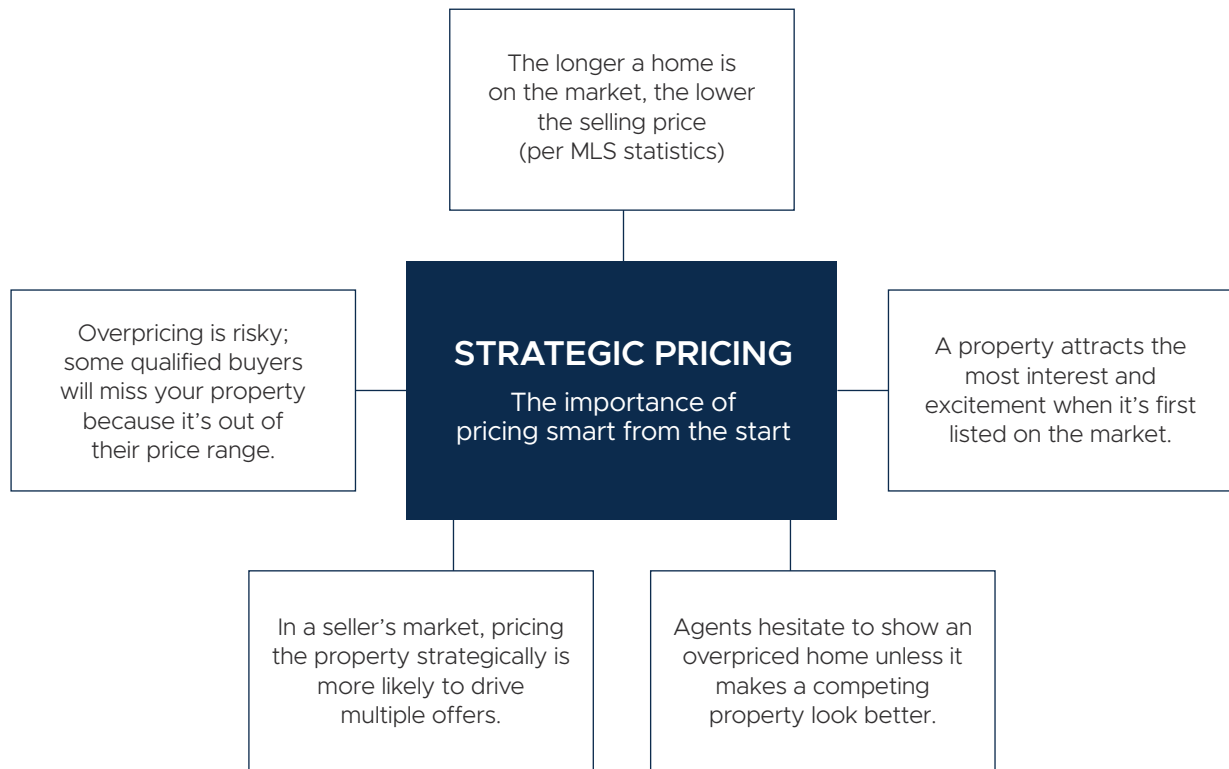 The longer a home is
on the market, the lower
the selling price
(per MLS statistics)
Overpricing is risky;
some qualified buyers
will miss your property
because it’s out of
their price range.
STRATEGIC PRICING
The importance of
pricing smart from the start
A property attracts the
most interest and
excitement when it’s first
listed on the market.
In a seller’s market, pricing
the property strategically is
more likely to drive
multiple offers.
Agents hesitate to show an
overpriced home unless it
makes a competing
property look better.